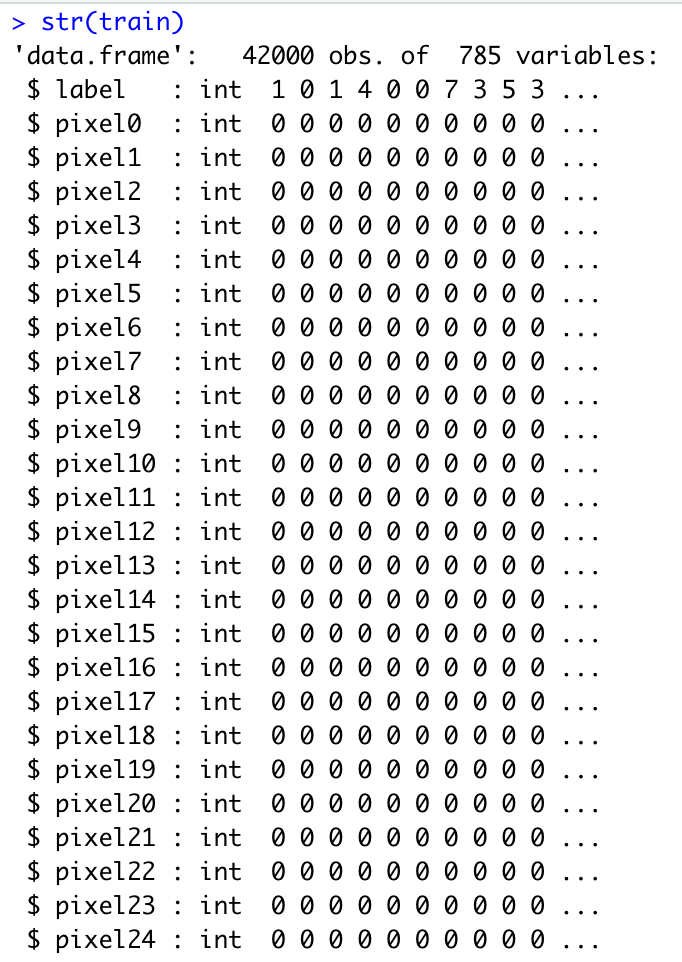 > str(train)
'data.frame':   42000 obs. of  785 variables:
 $ label   : int  1 0 1 4 0 0 7 3 5 3 ...
 $ pixel0  : int  0 0 0 0 0 0 0 0 0 0 ...
 $ pixel1  : int  0 0 0 0 0 0 0 0 0 0 ...
 $ pixel2  : int  0 0 0 0 0 0 0 0 0 0 ...
 $ pixel3  : int  0 0 0 0 0 0 0 0 0 0 ...
 $ pixel4  : int  0 0 0 0 0 0 0 0 0 0 ...
 $ pixel5  : int  0 0 0 0 0 0 0 0 0 0 ...
 $ pixel6  : int  0 0 0 0 0 0 0 0 0 0 ...
 $ pixel7  : int  0 0 0 0 0 0 0 0 0 0 ...
 $ pixel8  : int  0 0 0 0 0 0 0 0 0 0 ...
 $ pixel9  : int  0 0 0 0 0 0 0 0 0 0 ...
 $ pixel10 : int  0 0 0 0 0 0 0 0 0 0 ...
 $ pixel11 : int  0 0 0 0 0 0 0 0 0 0 ...
 $ pixel12 : int  0 0 0 0 0 0 0 0 0 0 ...
 $ pixel13 : int  0 0 0 0 0 0 0 0 0 0 ...
 $ pixel14 : int  0 0 0 0 0 0 0 0 0 0 ...
 $ pixel15 : int  0 0 0 0 0 0 0 0 0 0 ...
 $ pixel16 : int  0 0 0 0 0 0 0 0 0 0 ...
 $ pixel17 : int  0 0 0 0 0 0 0 0 0 0 ...
 $ pixel18 : int  0 0 0 0 0 0 0 0 0 0 ...
 $ pixel19 : int  0 0 0 0 0 0 0 0 0 0 ...
 $ pixel20 : int  0 0 0 0 0 0 0 0 0 0 ...
 $ pixel21 : int  0 0 0 0 0 0 0 0 0 0 ...
 $ pixel22 : int  0 0 0 0 0 0 0 0 0 0 ...
 $ pixel23 : int  0 0 0 0 0 0 0 0 0 0 ...
 $ pixel24 : int  0 0 0 0 0 0 0 0 0 0 ...